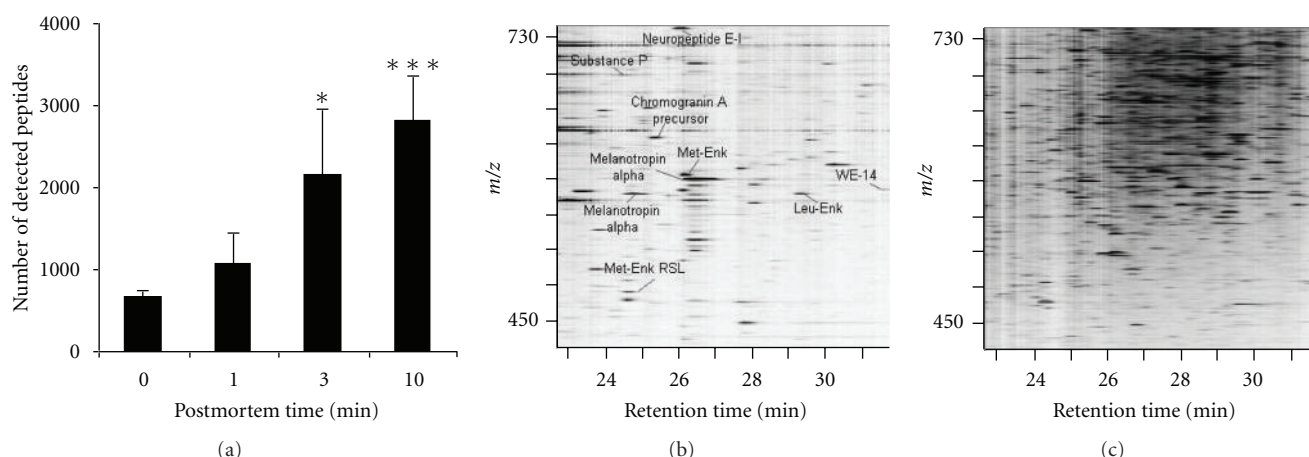 4000
3000
2000
1000
0
Number of detected peptides
*
* * *
0 1 3 10
Postmortem time (min)
(a)
730
450
m/z
Neuropeptide E-I
Substance P
Chromogranin A
precursor
Melanotropin
alpha
Met-Enk
WE-14
Melanotropin
alpha
Leu-Enk
Met-Enk RSL
24 26 28 30
Retention time (min)
(b)
730
450
m/z
24 26 28 30
Retention time (min)
(c)